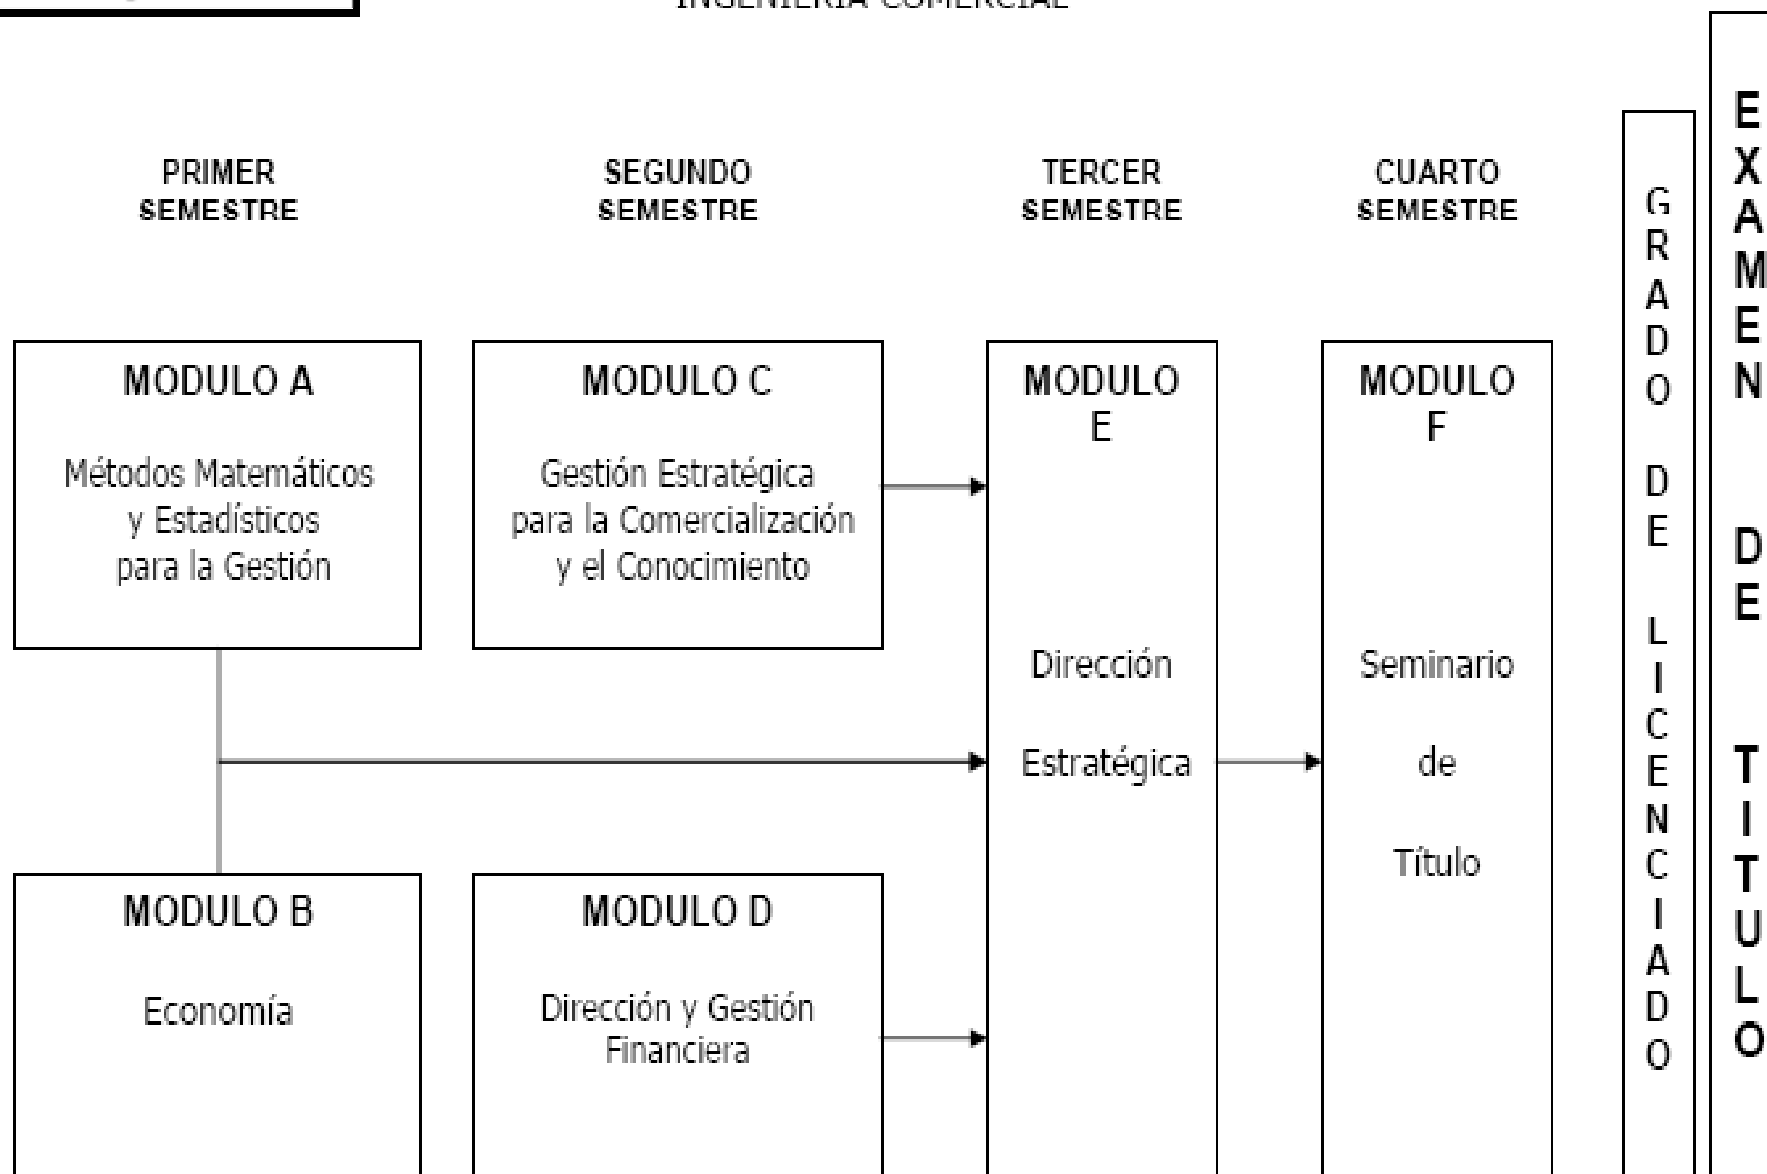 INGENIERIA COMERCIAL
PRIMER
SEMESTRE
SEGUNDO
SEMESTRE
TERCER
SEMESTRE
CUARTO
SEMESTRE
MODULO A
Métodos Matemáticos
y Estadísticos
para la Gestión
MODULO C
Gestión Estratégica
para la Comercialización
y el Conocimiento
MODULO
E
Dirección
Estratégica
MODULO
F
Seminario
de
Título
MODULO B
Economía
MODULO D
Dirección y Gestión
Financiera
GRADO DE LICENCIADO
EXAMEN DE TITULO